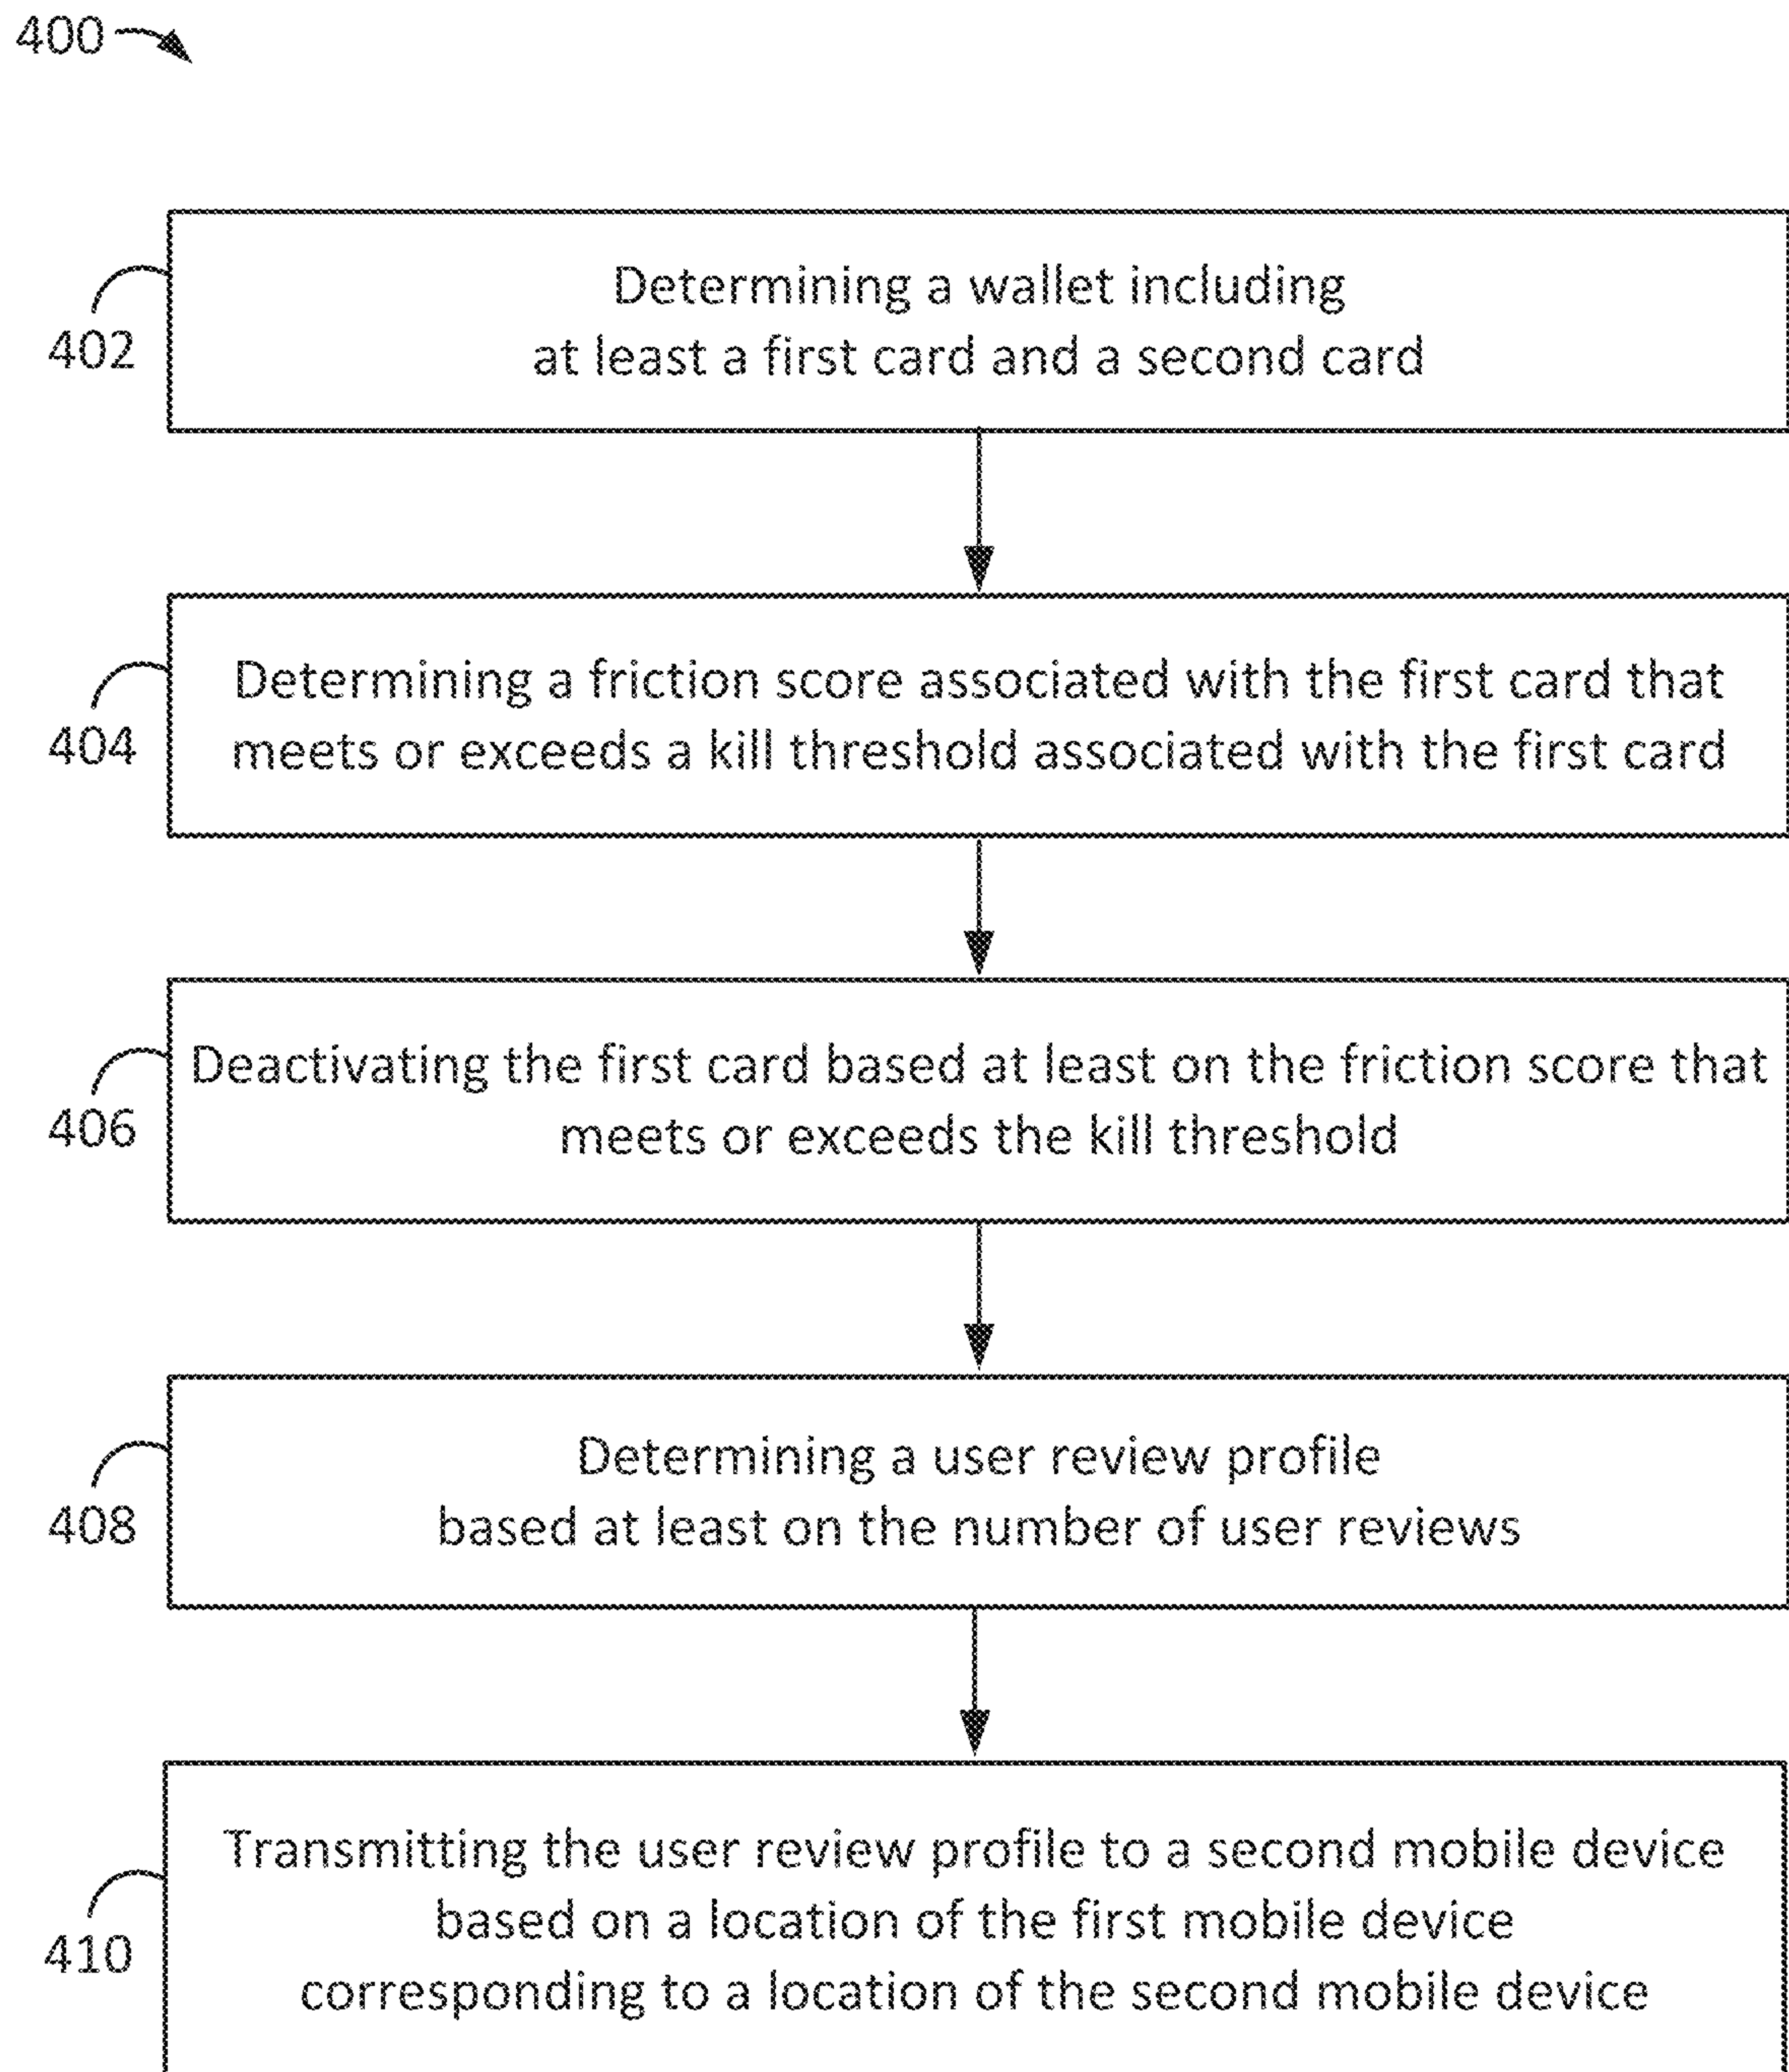 400
Determining a wallet including
at least a first card and a second card
402
Determining a friction score associated with the first card that
meets or exceeds a kill threshold associated with the first card
404
Deactivating the first card based at least on the friction score that
meets or exceeds the kill threshold
406
Determining a user review profile
based at least on the number of user reviews
408
Transmitting the user review profile to a second mobile device
based on a location of the first mobile device
corresponding to a location of the second mobile device
410